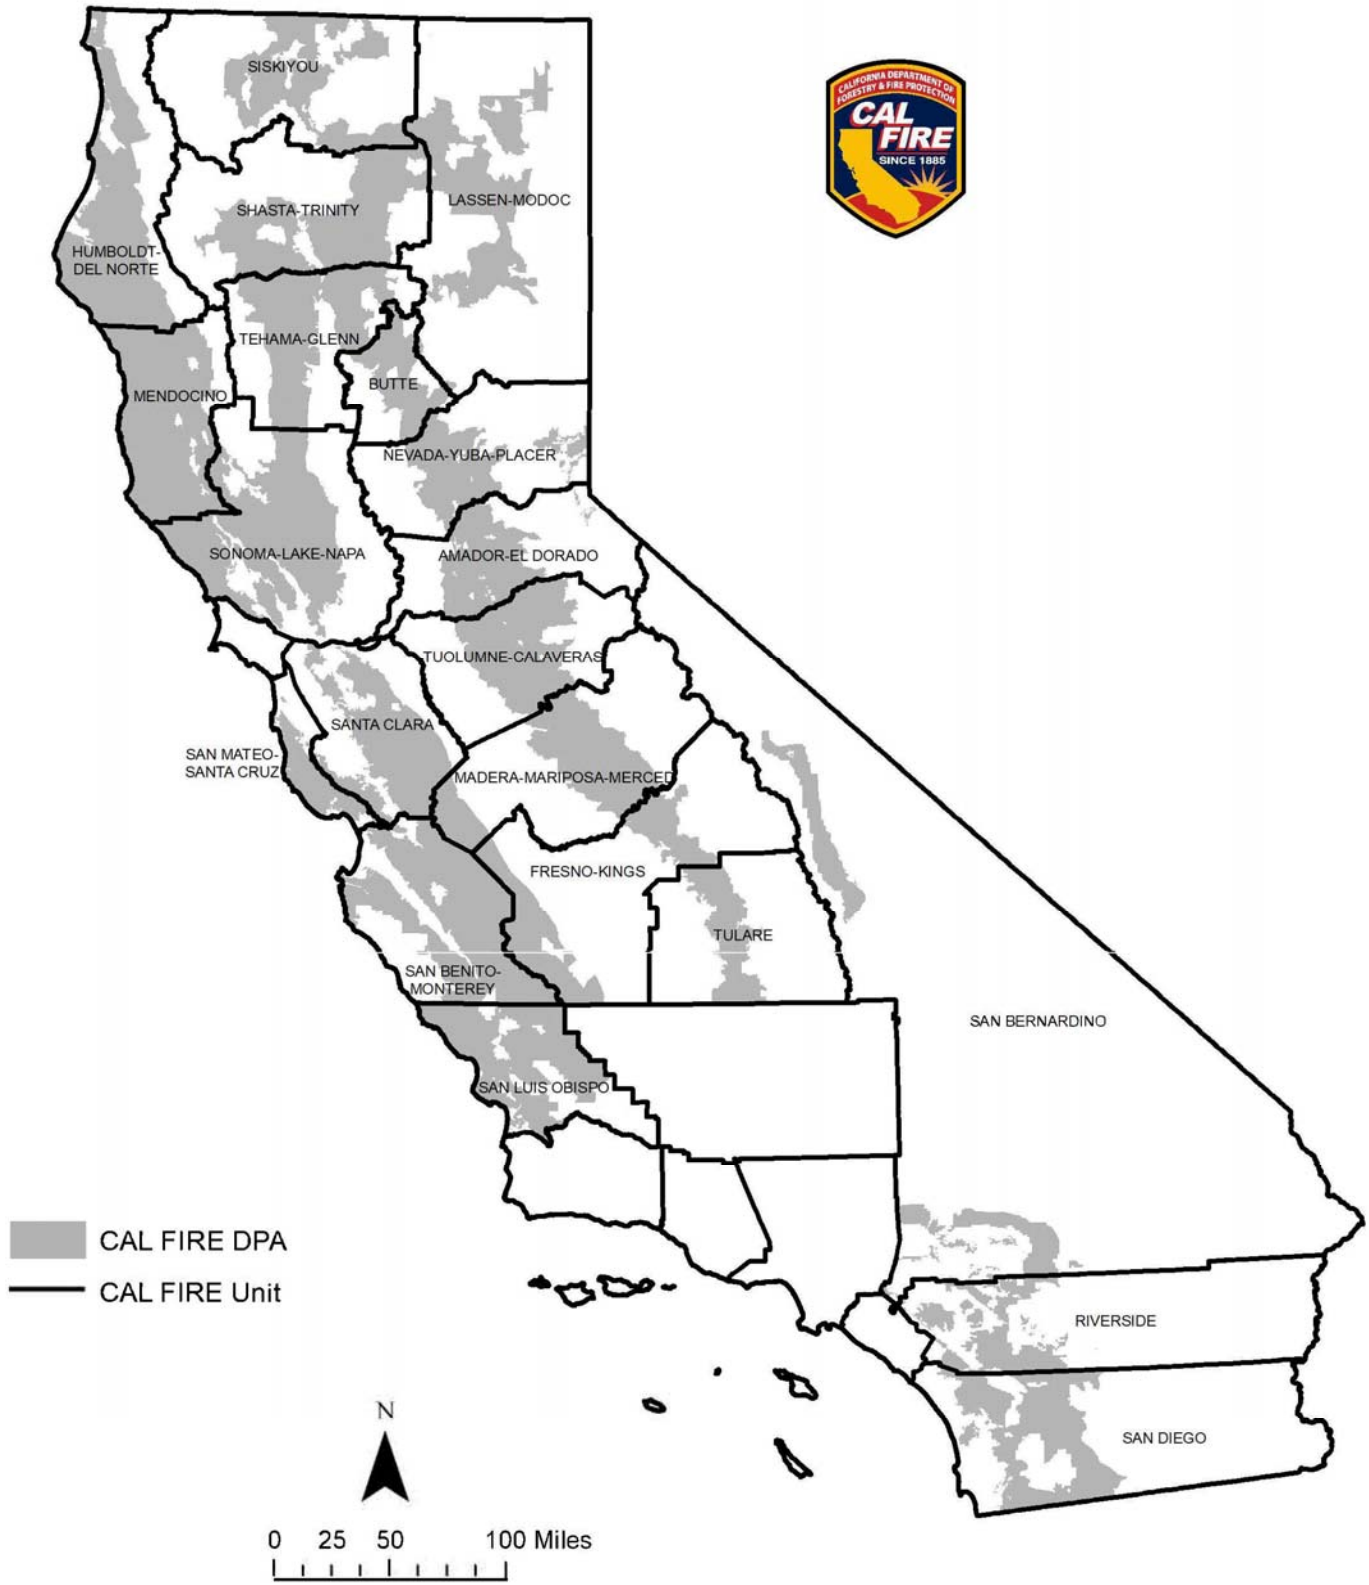 SISKIYOU
CALIFORNIA DEPARTMENT OF
FORESTRY & FIRE PROTECTION
CAL
FIRE
SINCE 1885
SHASTA-TRINITY
LASSEN-MODOC
HUMBOLDT-
DEL NORTE
TEHAMA-GLENN
BUTTE
MENDOCINO
NEVADA-YUBA-PLACER
SONOMA-LAKE-NAPA
AMADOR-EL DORADO
TUOLUMNE-CALAVERAS
SANTA CLARA
SAN MATEO-
SANTA CRUZ
MADERA-MARIPOSA-MERCED
FRESNO-KINGS
TULARE
SAN BENITO-
MONTEREY
SAN BERNARDINO
SAN LUIS OBISPO
CAL FIRE DPA
CAL FIRE Unit
RIVERSIDE
SAN DIEGO
N
0 25 50 100 Miles